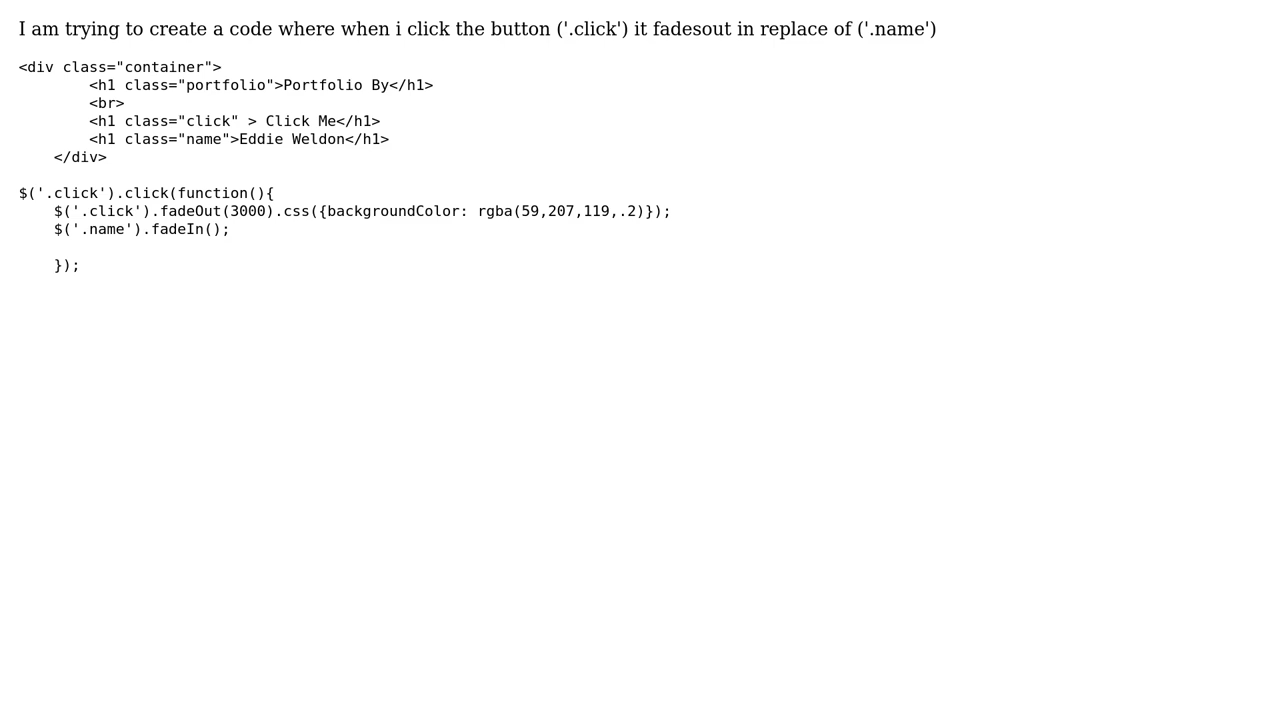 I am trying to create a code where when i click the button ('.click') it fadesout in replace of ('.name')
<div class="container">
        <h1 class="portfolio">Portfolio By</h1>
        <br>
        <h1 class="click" > Click Me</h1>
        <h1 class="name">Eddie Weldon</h1>
    </div>
$('.click').click(function(){
    $('.click').fadeOut(3000).css({backgroundColor: rgba(59,207,119,.2)});
    $('.name').fadeIn();
    });